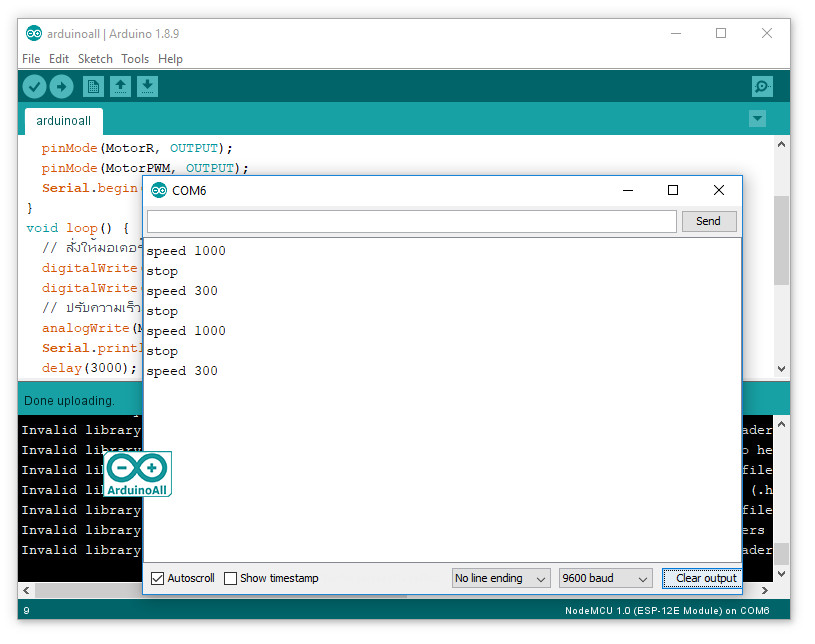 arduinoall | Arduino 1.8.9
File Edit Sketch Tools Help
arduinoall
pinMode(MotorR, OUTPUT);
pinMode(MotorPWM, OUTPUT);
Serial.begin
}
void loop() {
// สั่งให้มอเตอร์
digitalWrite
digitalWrite
// ปรับความเร็ว
analogWrite(
Serial.print
delay(3000);
COM6
Send
speed 1000
stop
speed 300
stop
speed 1000
stop
speed 300
Done uploading.
Invalid library
Invalid library
Invalid
Invalid
Invalid library
Invalid library
Invalid library
ader
he
file
(.h
file
ers
ader
ArduinoAll
Autoscroll Show timestamp No line ending 9600 baud Clear output
9 NodeMCU 1.0 (ESP-12E Module) on COM6